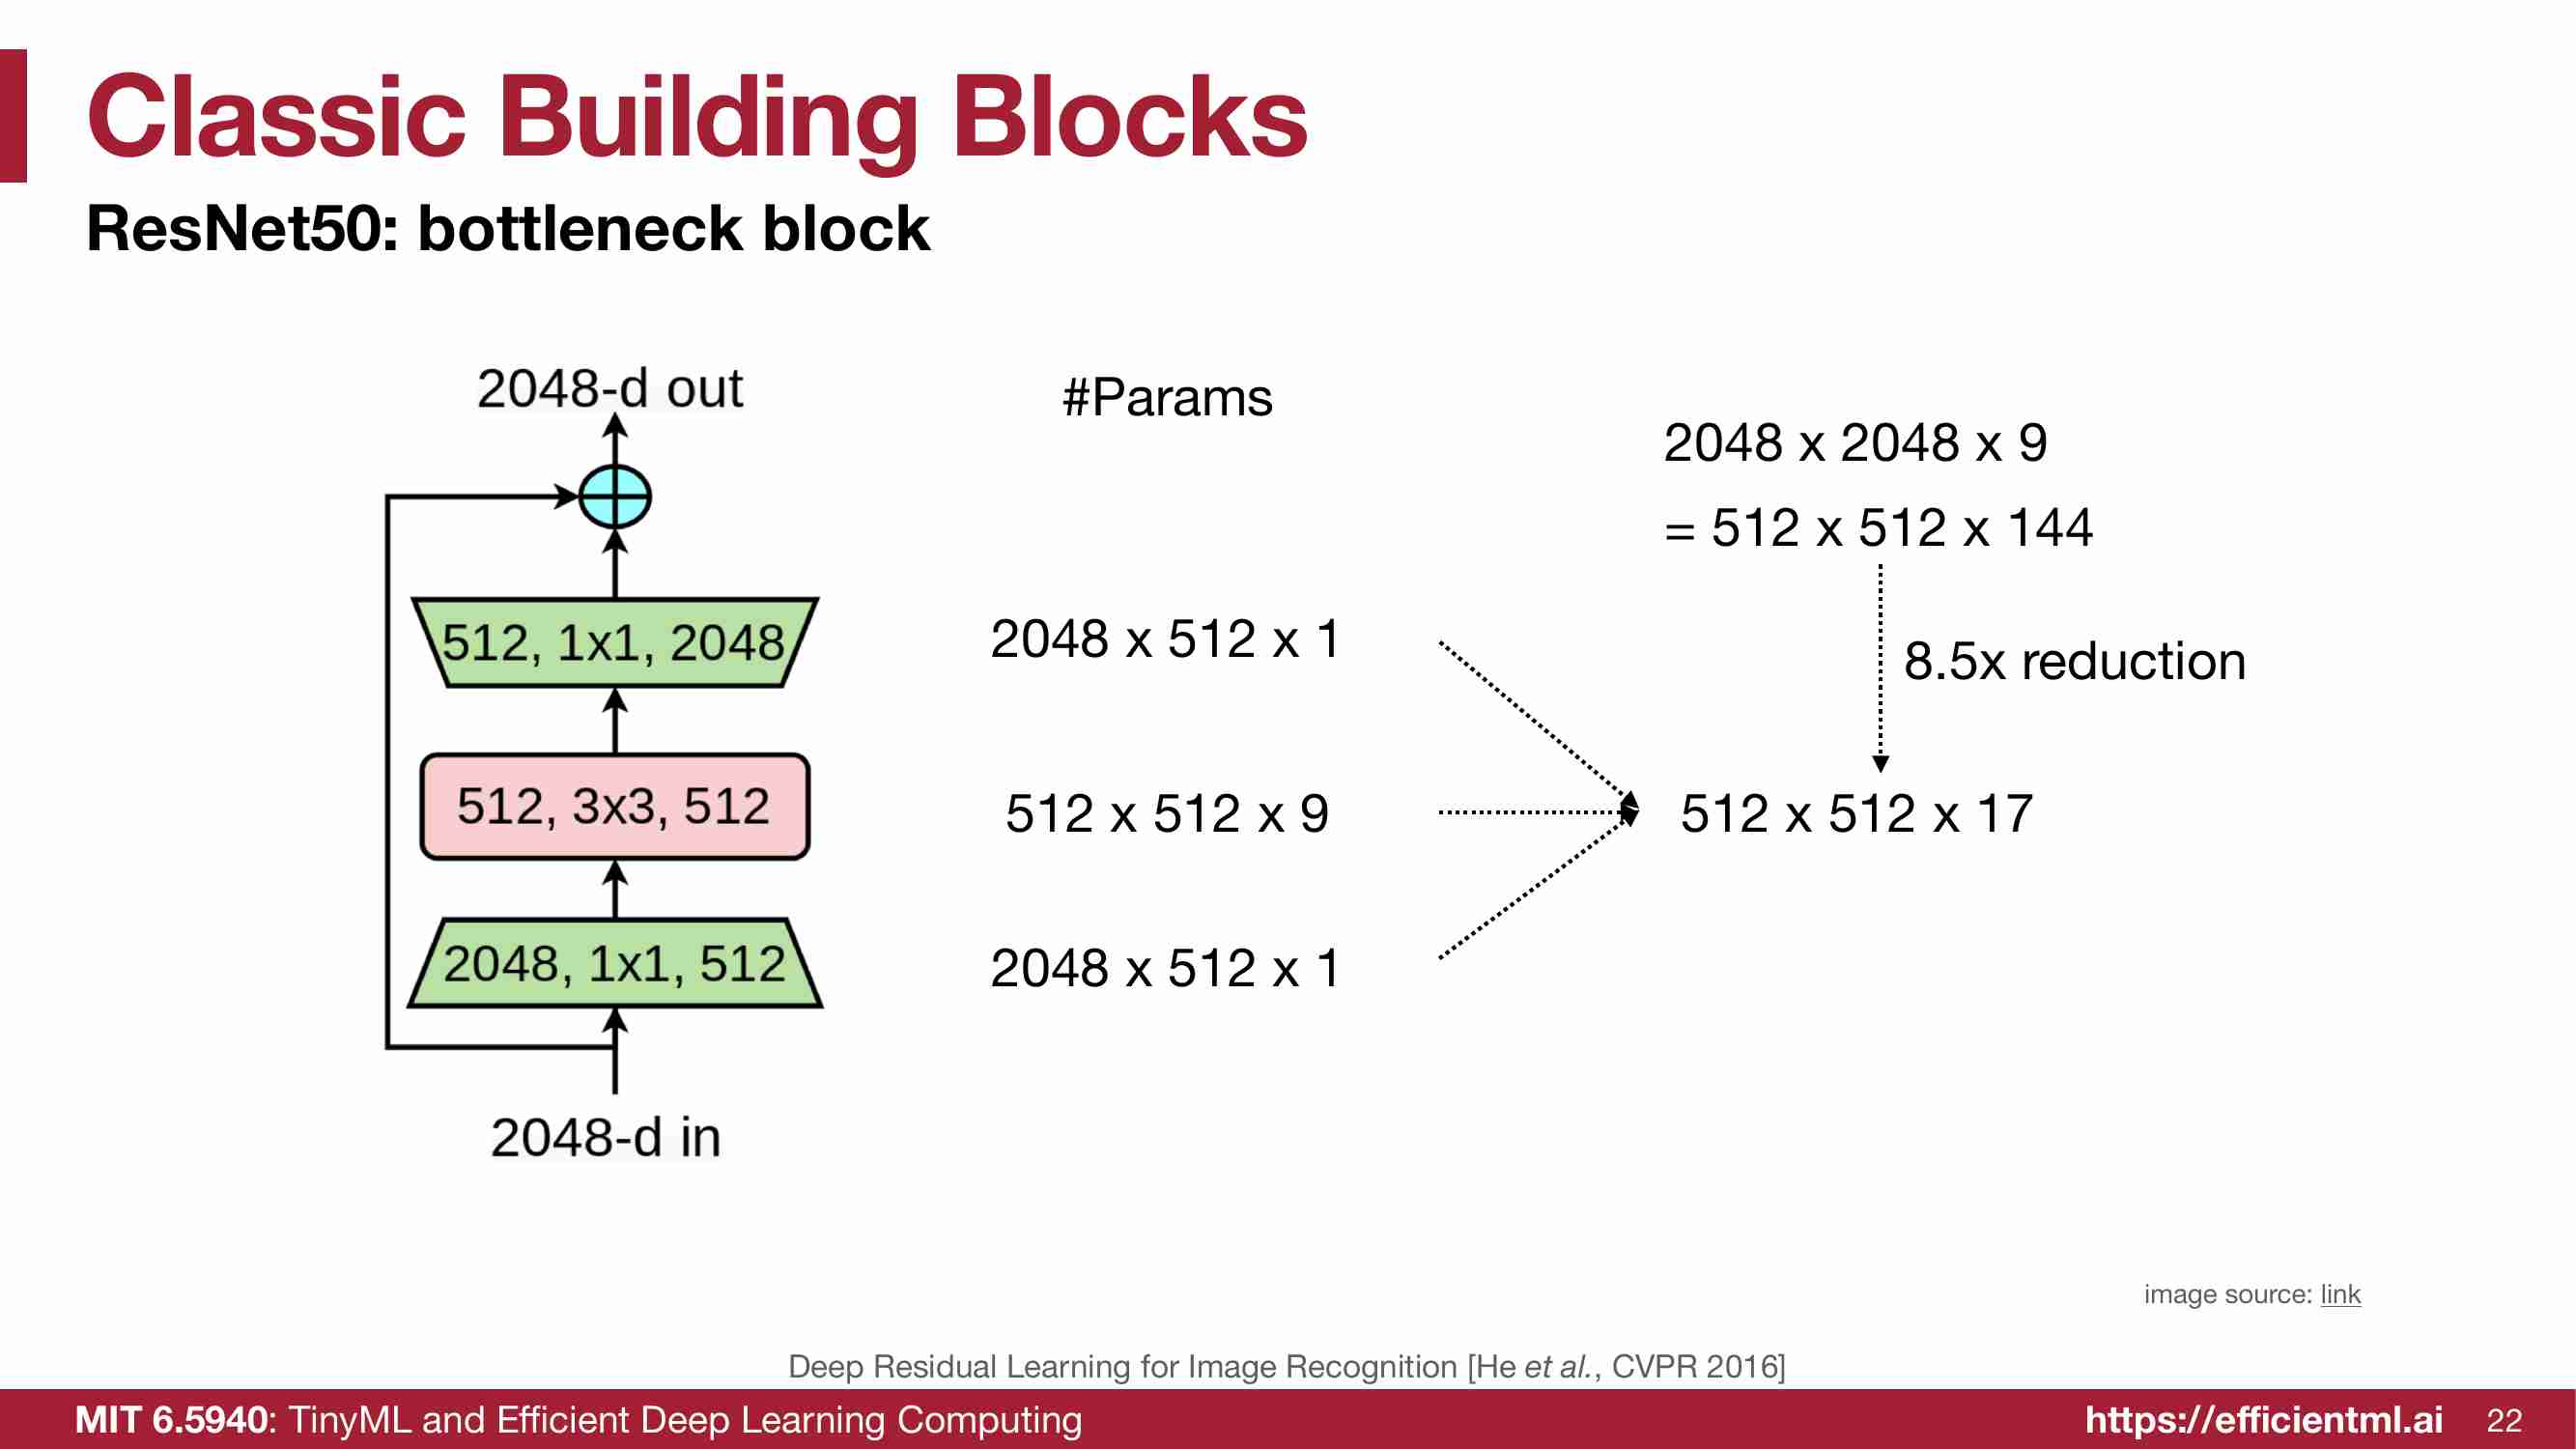 Classic Building Blocks
ResNet50: bottleneck block
2048-d out
512, 1x1, 2048
512, 3x3, 512
2048, 1x1, 512
2048-d in
#Params
2048 x 512 x 1
512 x 512 x 9
2048 x 512 x 1
2048 x 2048 x 9
= 512 x 512 x 144
8.5x reduction
512 x 512 x 17
image source: link
Deep Residual Learning for Image Recognition [He et al., CVPR 2016]
MIT 6.5940: TinyML and Efficient Deep Learning Computing
https://efficientml.ai
22